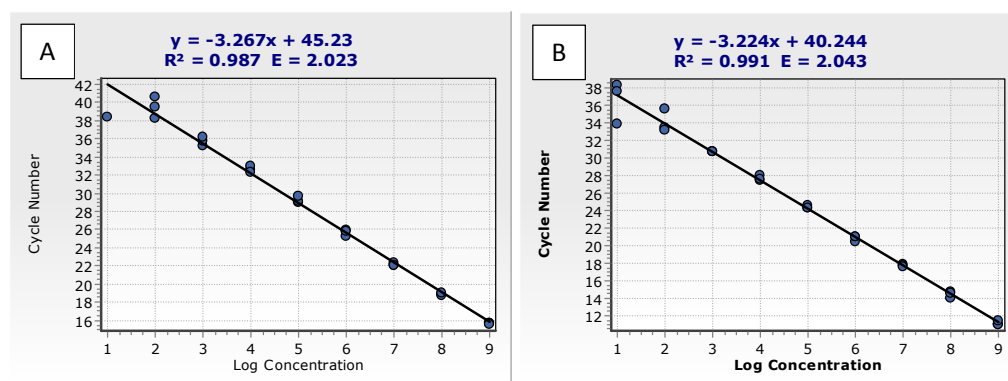 A
y = -3.267x + 45.23
R² = 0.987 E = 2.023
42
40
38
36
34
32
30
28
26
24
22
20
18
16
Cycle Number
1 2 3 4 5 6 7 8 9
Log Concentration
B
y = -3.224x + 40.244
R² = 0.991 E = 2.043
38
36
34
32
30
28
26
24
22
20
18
16
14
12
Cycle Number
1 2 3 4 5 6 7 8 9
Log Concentration